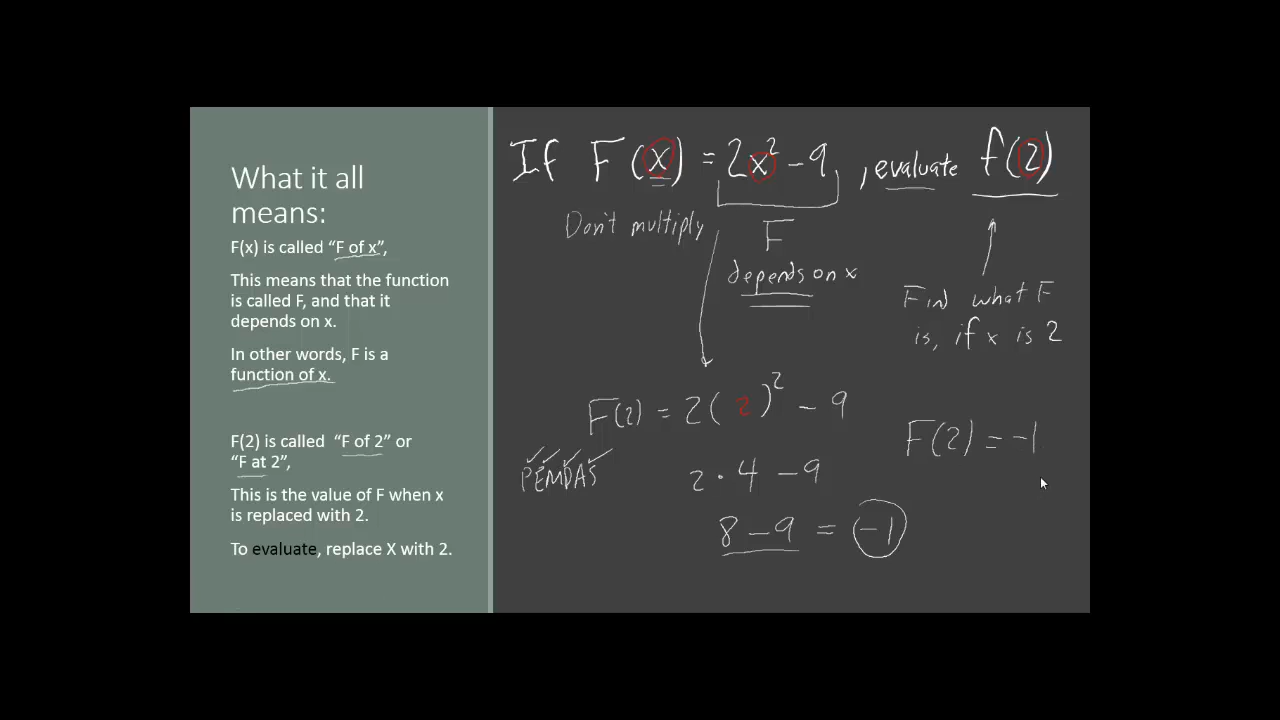 What it all
means:
F(x) is called “F of x”,
This means that the function
is called F, and that it
depends on x.
In other words, F is a
function of x.
F(2) is called “F of 2” or
“F at 2”,
This is the value of F when x
is replaced with 2.
To evaluate, replace X with 2.
If F(x) = 2x² - 9, evaluate f(2)
Don't multiply
F
depends on x
Find what F
is, if x is 2
F(2) = 2(2)² - 9
F(2) = -1
PEMDAS
2 · 4 - 9
8 - 9 = -1